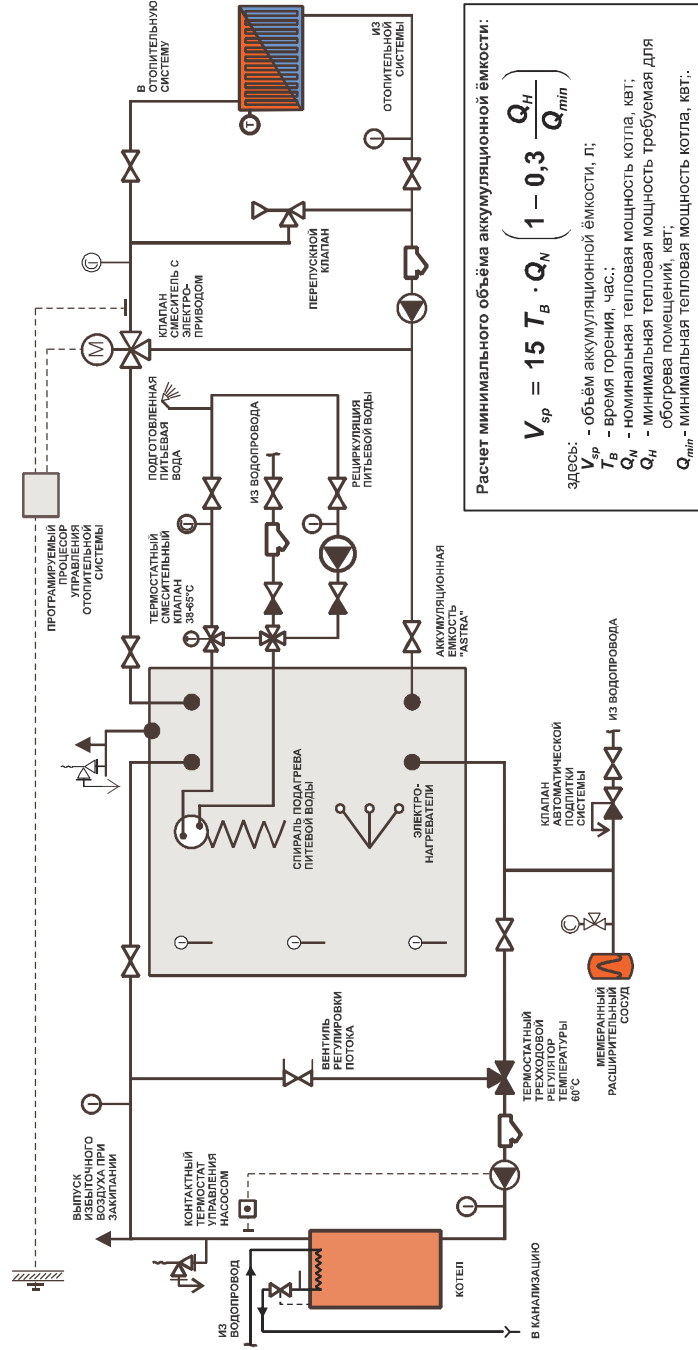 ВЫПУСК
ИЗБЫТОЧНОГО
ВОЗДУХА ПРИ
ЗАКИПАНИИ
КОНТАКТНЫЙ
ТЕРМОСТАТ
УПРАВЛЕНИЯ
НАСОСОМ
ИЗ
ВОДОПРОВОД
КОТЕЛ
В КАНАЛИЗАЦИЮ
ВЕНТИЛЬ
РЕГУЛИРОВКИ
ПОТОКА
ТЕРМОСТАТНЫЙ
ТРЕХХОДОВОЙ
РЕГУЛЯТОР
ТЕМПЕРАТУРЫ
60°С
МЕМБРАННЫЙ
РАСШИРИТЕЛЬНЫЙ
СОСУД
КЛАПАН
АВТОМАТИЧЕСКОЙ
ПОДПИТКИ
СИСТЕМЫ
ИЗ ВОДОПРОВОДА
СПИРАЛЬ ПОДАГРЕВА
ПИТЕВОЙ ВОДЫ
ЭЛЕКТРО-
НАГРЕВАТЕЛИ
АККУМУЛЯЦИОННАЯ
ЕМКОСТЬ
"ASTRA"
ПРОГРАМИРУЕМЫЙ
ПРОЦЕСОР
УПРАВЛЕНИЯ
ОТОПИТЕЛЬНОЙ
СИСТЕМЫ
ТЕРМОСТАТНЫЙ
СМЕСИТЕЛЬНЫЙ
КЛАПАН
38-65°С
ПОДГОТОВЛЕННАЯ
ПИТЬЕВАЯ
ВОДА
ИЗ ВОДОПРОВОДА
РЕЦИРКУЛЯЦИЯ
ПИТЬЕВОЙ ВОДЫ
M
КЛАПАН
СМЕСИТЕЛЬ С
ЭЛЕКТРО-
ПРИВОДОМ
ПЕРЕПУСКНОЙ
КЛАПАН
В
ОТОПИТЕЛЬНУЮ
СИСТЕМУ
T
ИЗ
ОТОПИТЕЛЬНОЙ
СИСТЕМЫ
Расчет минимального объёма аккумуляционной ёмкости:
V_sp = 15 T_B · Q_N (1 – 0,3 Q_H / Q_min)
здесь:
V_sp - объём аккумуляционной ёмкости, л;
T_B - время горения, час.;
Q_N - номинальная тепловая мощность котла, квт;
Q_H - минимальная тепловая мощность требуемая для
обогрева помещений, квт;
Q_min - минимальная тепловая мощность котла, квт;.